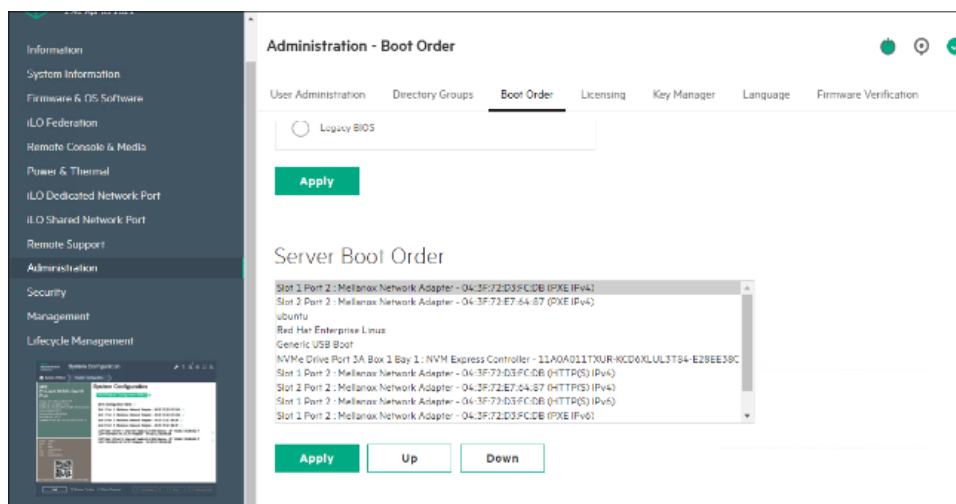 Information
System Information
Firmware & OS Software
iLO Federation
Remote Console & Media
Power & Thermal
iLO Dedicated Network Port
iLO Shared Network Port
Remote Support
Administration
Security
Management
Lifecycle Management
System Configuration
System Configuration
Administration - Boot Order
User Administration Directory Groups Boot Order Licensing Key Manager Language Firmware Verification
Legacy BIOS
Apply
Server Boot Order
Slot 1 Port 2 : Mellanox Network Adapter - 04:3F:72:D3:FC:DB (PXE IPv4)
Slot 2 Port 2 : Mellanox Network Adapter - 04:3F:72:E7:64:87 (PXE IPv4)
ubuntu
Red Hat Enterprise Linux
Generic USB Boot
NVMe Drive Port 3A Box 1 Bay 1 : NVM Express Controller - 11A0A011TXUR-KCD6XLUL3T84-E28EE38C
Slot 1 Port 2 : Mellanox Network Adapter - 04:3F:72:D3:FC:DB (HTTP(S) IPv4)
Slot 2 Port 2 : Mellanox Network Adapter - 04:3F:72:E7:64:87 (HTTP(S) IPv4)
Slot 1 Port 2 : Mellanox Network Adapter - 04:3F:72:D3:FC:DB (HTTP(S) IPv6)
Slot 1 Port 2 : Mellanox Network Adapter - 04:3F:72:D3:FC:DB (PXE IPv6)
Apply Up Down